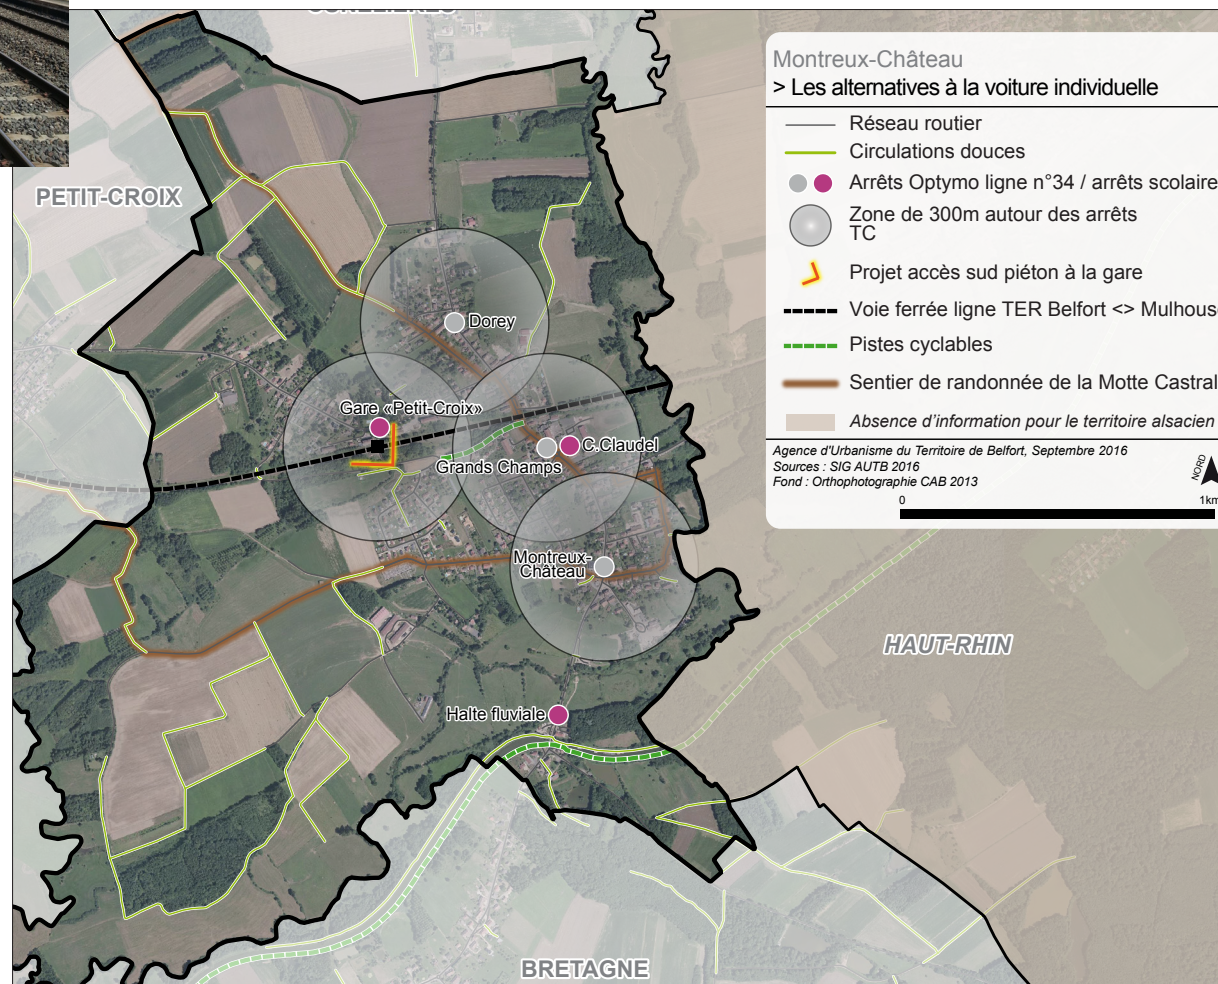 Montreux-Château
> Les alternatives à la voiture individuelle
Réseau routier
Circulations douces
Arrêts Optymo ligne n°34 / arrêts scolaire
Zone de 300m autour des arrêts
TC
Projet accès sud piéton à la gare
Voie ferrée ligne TER Belfort <> Mulhous
Pistes cyclables
Sentier de randonnée de la Motte Castral
Absence d'information pour le territoire alsacien
Agence d'Urbanisme du Territoire de Belfort, Septembre 2016
Sources : SIG AUTB 2016
Fond : Orthophotographie CAB 2013
NORD
0 1km
PETIT-CROIX
Dorey
Gare «Petit-Croix»
C.Claudel
Grands Champs
Montreux-
Château
HAUT-RHIN
Halte fluviale
BRETAGNE